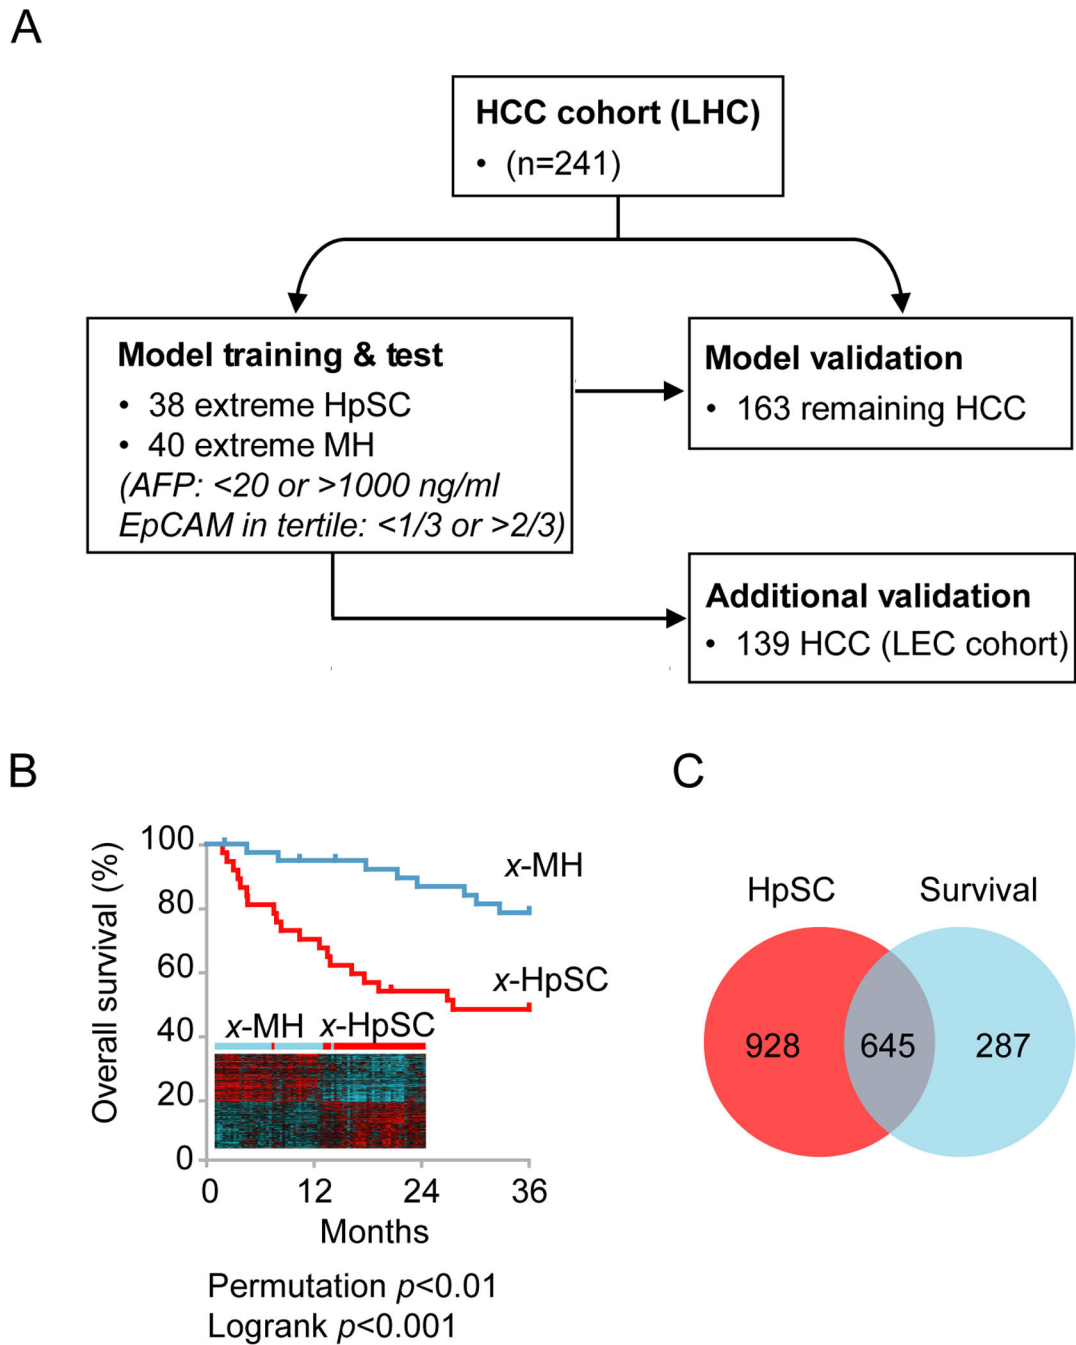 A
HCC cohort (LHC)
• (n=241)
Model training & test
• 38 extreme HpSC
• 40 extreme MH
(AFP: <20 or >1000 ng/ml
EpCAM in tertile: <1/3 or >2/3)
Model validation
• 163 remaining HCC
Additional validation
• 139 HCC (LEC cohort)
B
Overall survival (%)
100
80
60
40
20
0
x-MH
x-HpSC
x-MH
x-HpSC
0
12
24
36
Months
Permutation p<0.01
Logrank p<0.001
C
HpSC
Survival
928
645
287